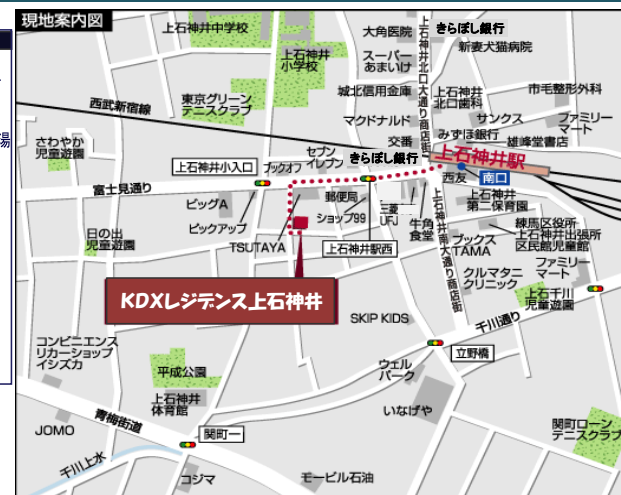 現地案内図
上石神井中学校
大角医院
きらぼし銀行
新妻犬猫病院
スーパー
あまいけ
上石神井
小学校
上石神井北口大通り商店街
城北信用金庫
上石神井
北口歯科
市毛整形外科
東京グリーン
テニスクラブ
西武新宿線
マクドナルド
サンクス
ファミリー
マート
交番
みずほ銀行
雄峰堂書店
さわやか
児童遊園
場
セブン
イレブン
きらぼし銀行
上石神井駅
上石神井小入口
ブックオフ
西友
南口
富士見通り
ビッグA
郵便局
上石神井
第二保育園
ピックアップ
ショップ99
三菱
UFJ
牛角
食堂
上石神井南大通り商店街
練馬区役所
上石神井出張所
区民館児童館
日の出
児童遊園
TSUTAYA
上石神井駅西
ブックス
TAMA
ファミリー
マート
クルマタニ
クリニック
KDXレジデンス上石神井
上石千川
児童遊園
SKIP KIDS
千川通り
コンビニエンス
リカーショップ
イシズカ
立野橋
平成公園
ウェル
パーク
上石神井
体育館
いなげや
青梅街道
JOMO
関町一
関町ローン
テニスクラブ
千川上水
コジマ
モービル石油